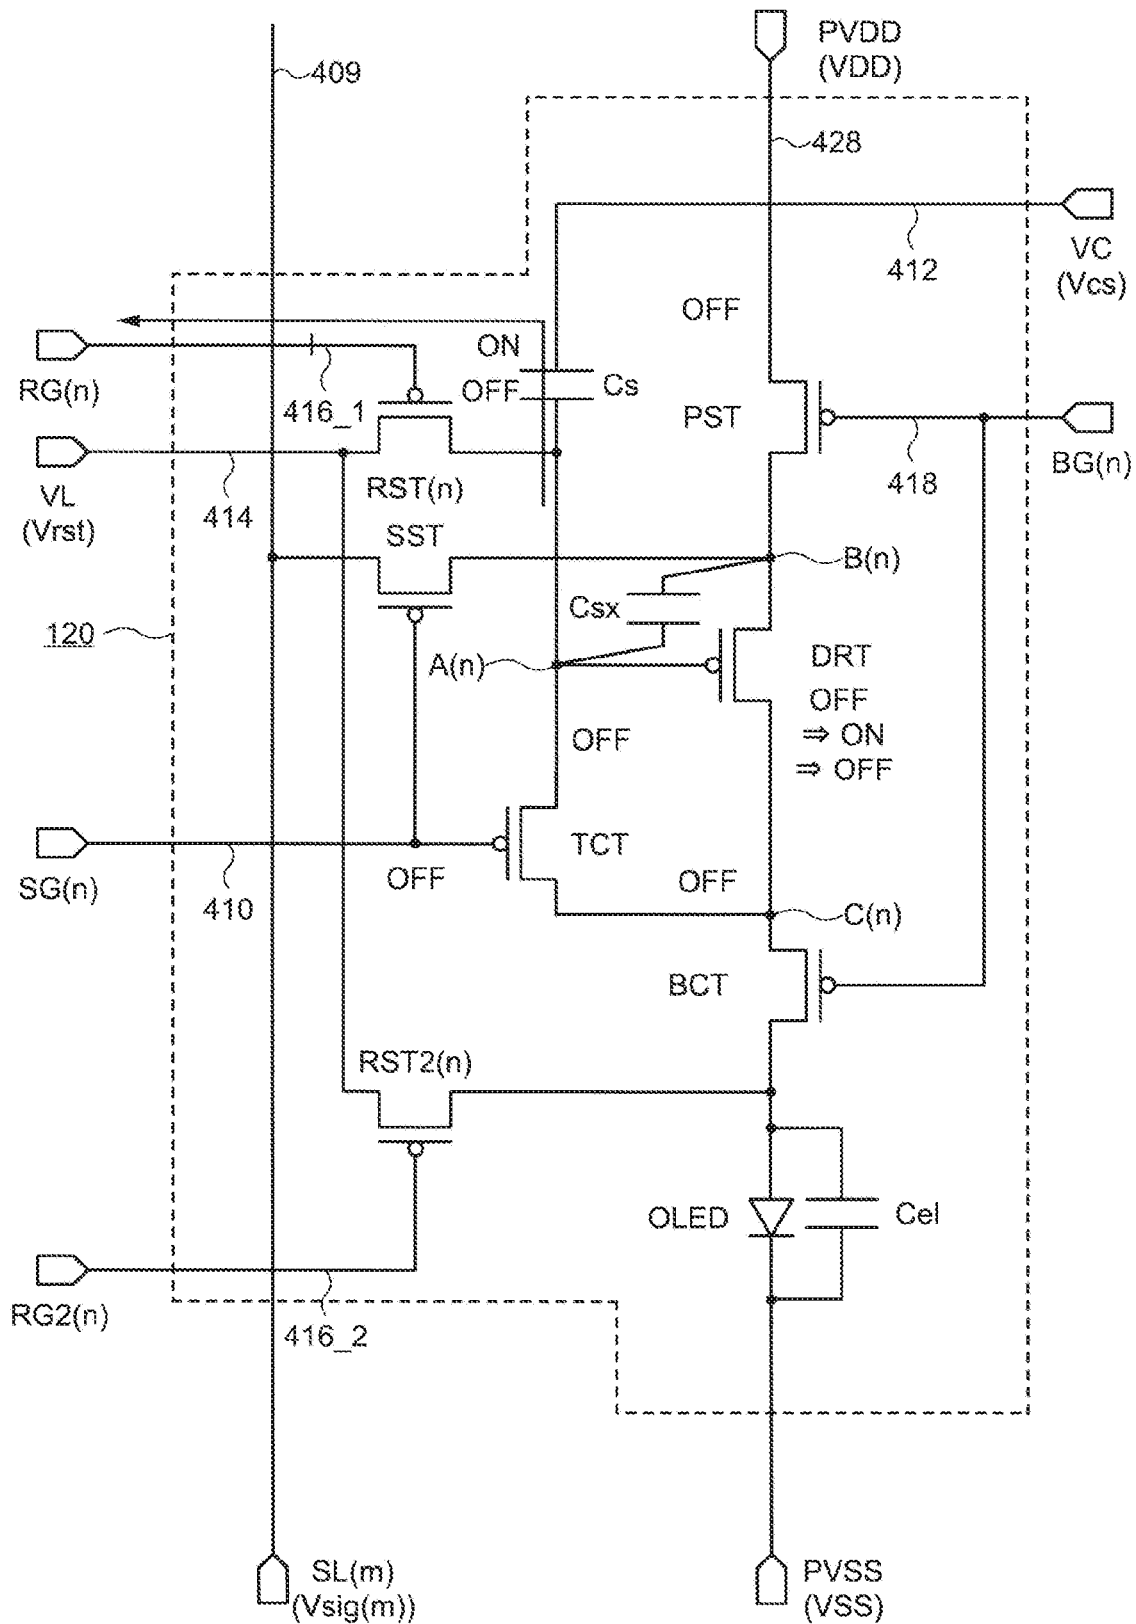 PVDD
(VDD)
409
428
VC
(Vcs)
412
OFF
RG(n)
ON
OFF
Cs
416_1
PST
BG(n)
418
VL
(Vrst)
414
RST(n)
SST
B(n)
Csx
120
A(n)
DRT
OFF
⇒ ON
⇒ OFF
OFF
TCT
SG(n)
410
OFF
OFF
C(n)
BCT
RST2(n)
OLED
Cel
RG2(n)
416_2
SL(m)
(Vsig(m))
PVSS
(VSS)